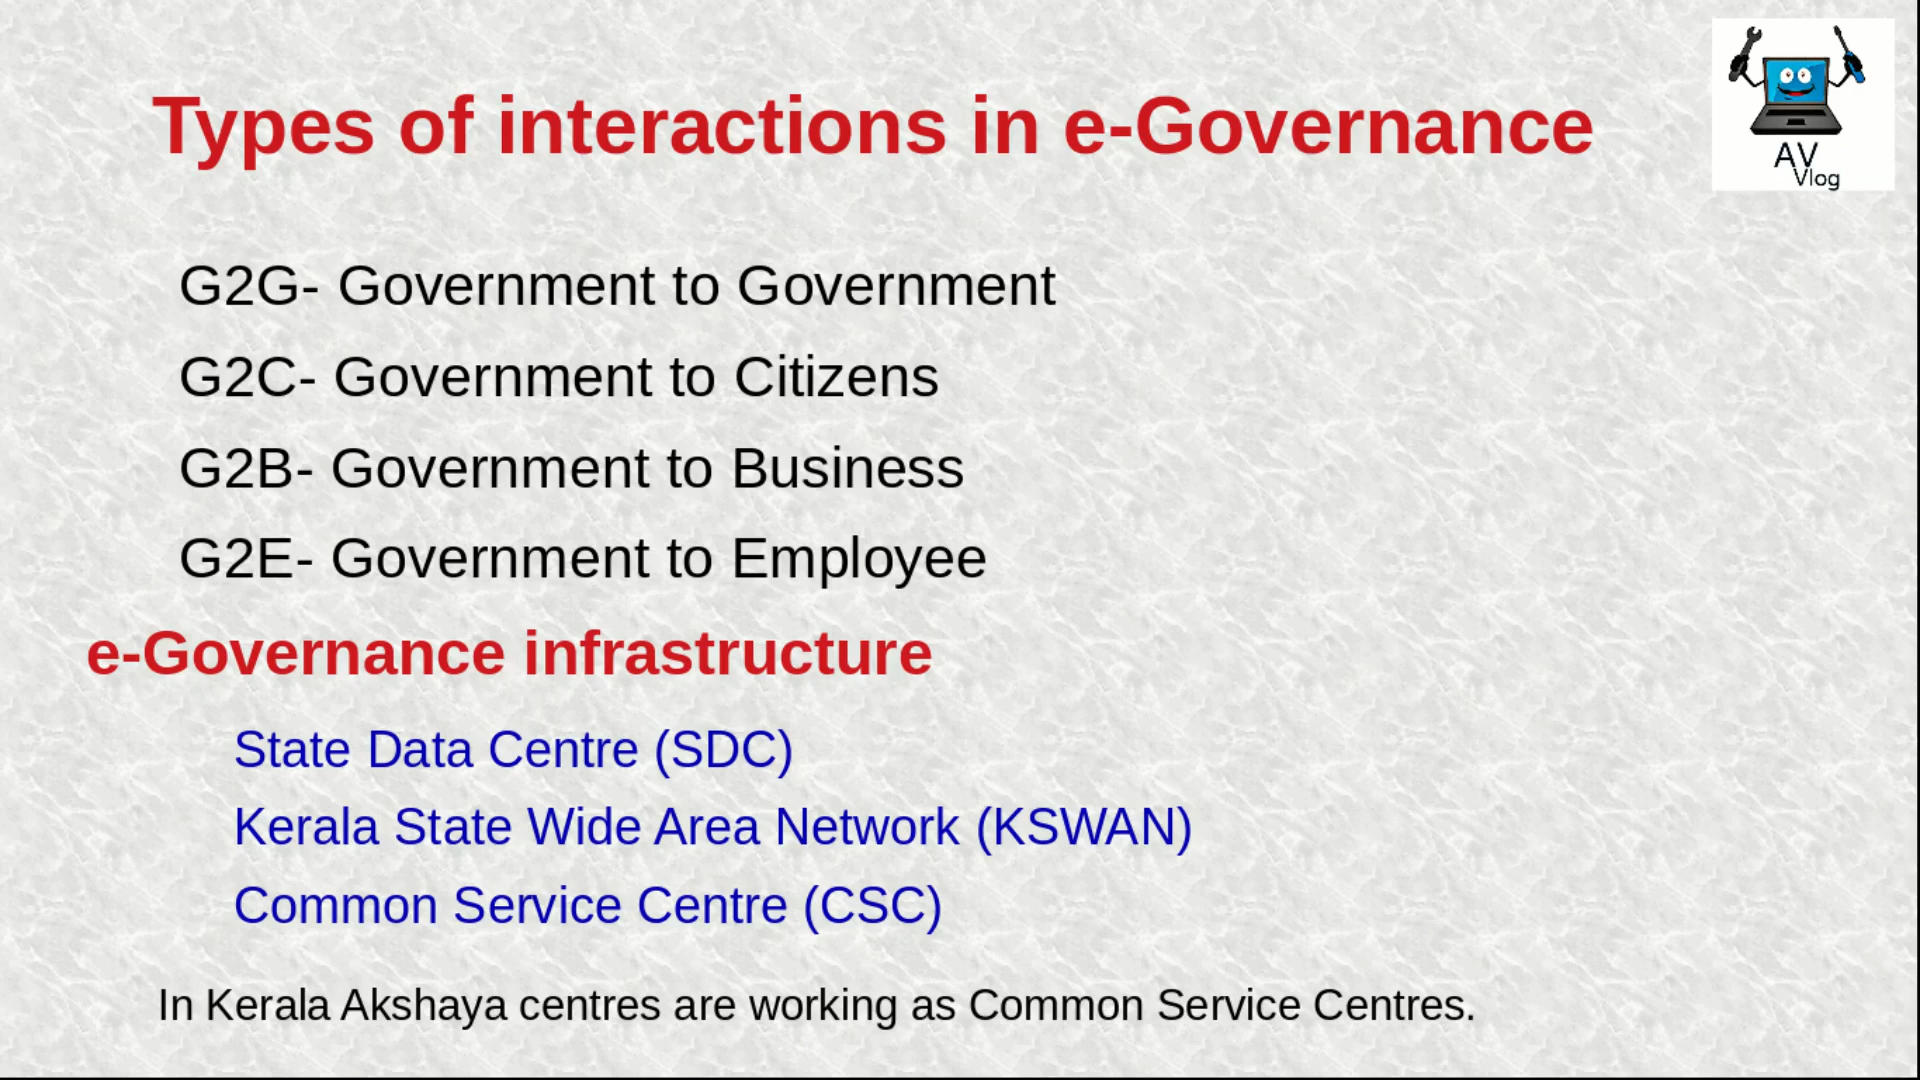 Types of interactions in e-Governance
AV
Vlog
G2G- Government to Government
G2C- Government to Citizens
G2B- Government to Business
G2E- Government to Employee
e-Governance infrastructure
State Data Centre (SDC)
Kerala State Wide Area Network (KSWAN)
Common Service Centre (CSC)
In Kerala Akshaya centres are working as Common Service Centres.